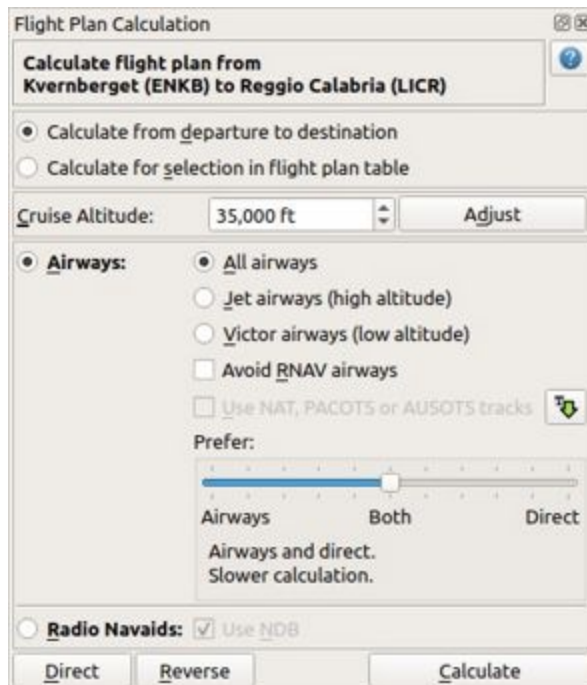 Flight Plan Calculation
Calculate flight plan from
Kvernberget (ENKB) to Reggio Calabria (LICR)
Calculate from departure to destination
Calculate for selection in flight plan table
Cruise Altitude: 35,000 ft Adjust
Airways: All airways
Jet airways (high altitude)
Victor airways (low altitude)
Avoid RNAV airways
Use NAT, PACOTS or AUSOTS tracks
Prefer:
Airways Both Direct
Airways and direct.
Slower calculation.
Radio Navaids: Use NDB
Direct Reverse Calculate